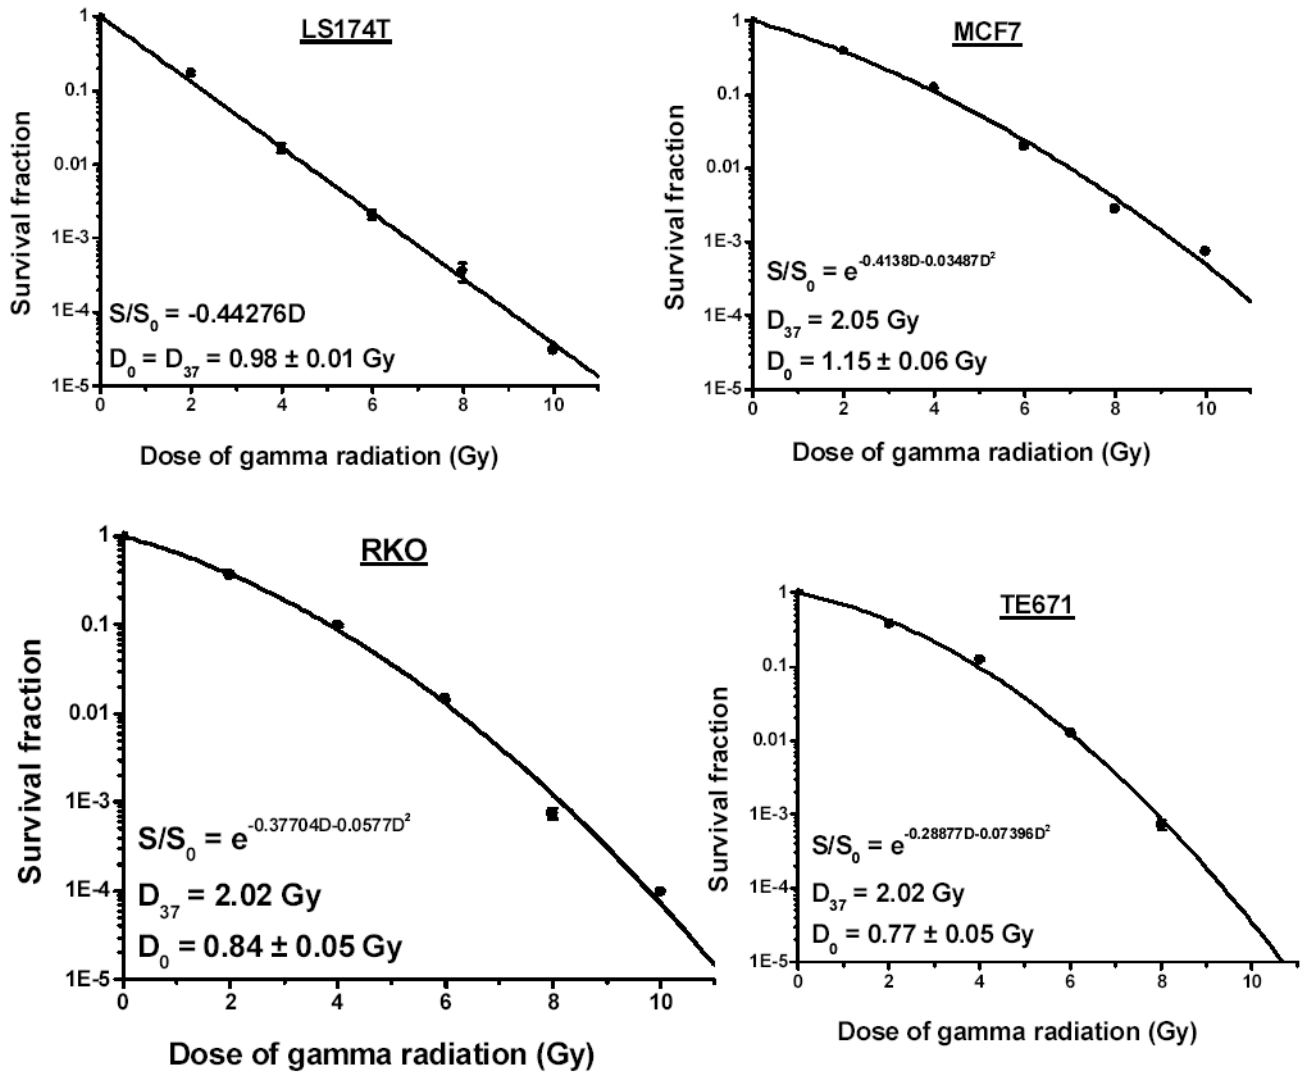 LS174T
Survival fraction
1
0.1
0.01
1E-3
1E-4
1E-5
S/S₀ = -0.44276D
D₀ = D₃₇ = 0.98 ± 0.01 Gy
0 2 4 6 8 10
Dose of gamma radiation (Gy)
MCF7
Survival fraction
1
0.1
0.01
1E-3
1E-4
1E-5
S/S₀ = e^-0.4138D-0.03487D²
D₃₇ = 2.05 Gy
D₀ = 1.15 ± 0.06 Gy
0 2 4 6 8 10
Dose of gamma radiation (Gy)
RKO
Survival fraction
1
0.1
0.01
1E-3
1E-4
1E-5
S/S₀ = e^-0.37704D-0.0577D²
D₃₇ = 2.02 Gy
D₀ = 0.84 ± 0.05 Gy
0 2 4 6 8 10
Dose of gamma radiation (Gy)
TE671
Survival fraction
1
0.1
0.01
1E-3
1E-4
1E-5
S/S₀ = e^-0.28877D-0.07396D²
D₃₇ = 2.02 Gy
D₀ = 0.77 ± 0.05 Gy
0 2 4 6 8 10
Dose of gamma radiation (Gy)